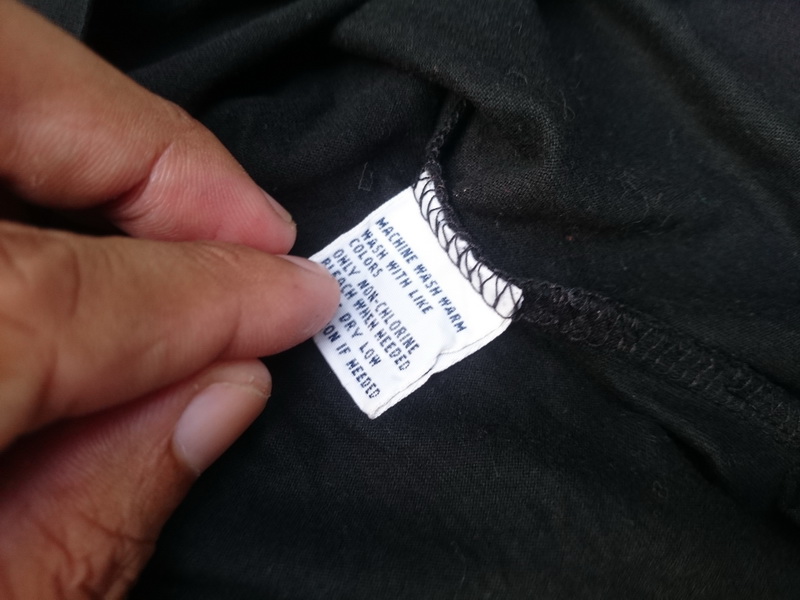 MACHINE WASH WARM
WASH WITH LIKE
COLORS
ONLY NON-CHLORINE
BLEACH WHEN NEEDED
DRY LOW
IF NEEDED